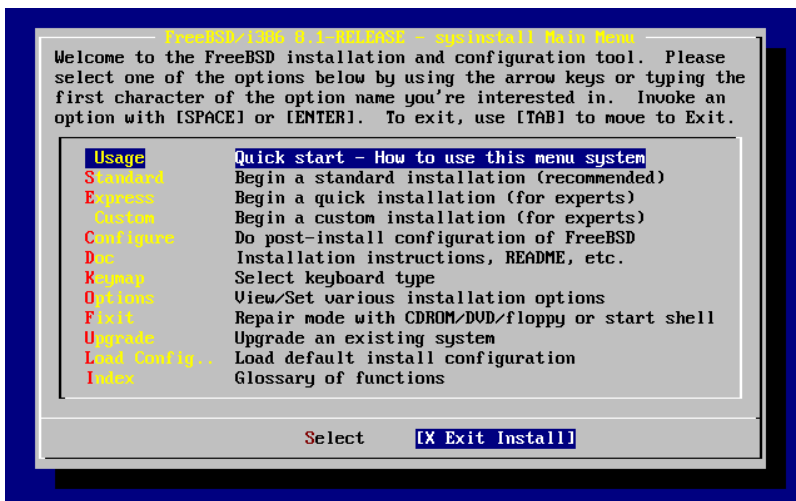 FreeBSD/i386 8.1-RELEASE - sysinstall Main Menu
Welcome to the FreeBSD installation and configuration tool.  Please
select one of the options below by using the arrow keys or typing the
first character of the option name you're interested in.  Invoke an
option with [SPACE] or [ENTER].  To exit, use [TAB] to move to Exit.
Usage Quick start - How to use this menu system
Standard Begin a standard installation (recommended)
Express Begin a quick installation (for experts)
Custom Begin a custom installation (for experts)
Configure Do post-install configuration of FreeBSD
Doc Installation instructions, README, etc.
Keymap Select keyboard type
Options View/Set various installation options
Fixit Repair mode with CDROM/DVD/floppy or start shell
Upgrade Upgrade an existing system
Load Config.. Load default install configuration
Index Glossary of functions
Select [X Exit Install]